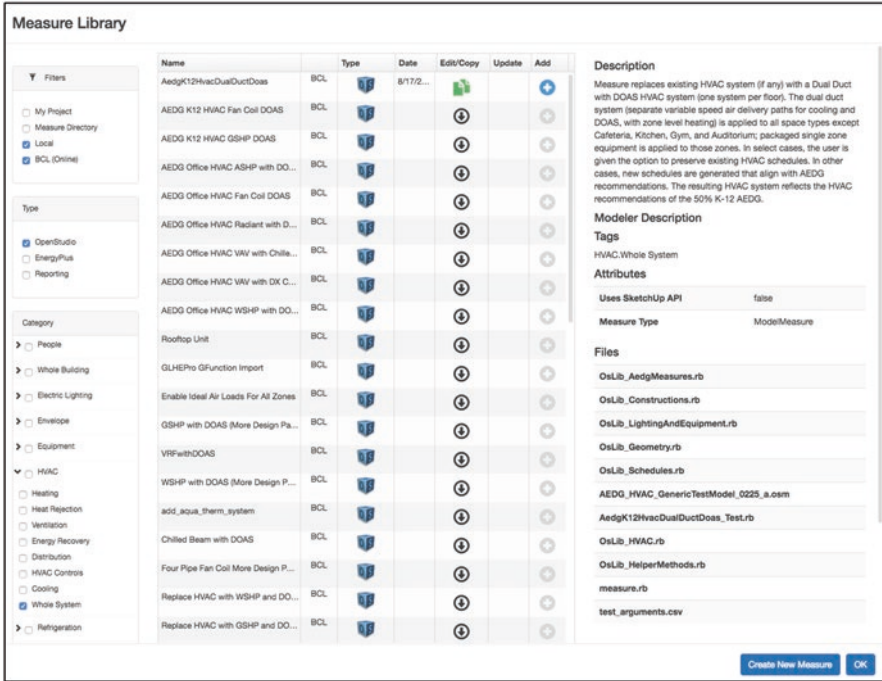 Measure Library
Filters
My Project
Measure Directory
Local
BCL (Online)
Type
OpenStudio
EnergyPlus
Reporting
Category
People
Whole Building
Electric Lighting
Envelope
Equipment
HVAC
Heating
Heat Rejection
Ventilation
Energy Recovery
Distribution
HVAC Controls
Cooling
Whole System
Refrigeration
Name Type Date Edit/Copy Update Add
AedgK12HvacDualDuctDoas BCL 8/17/2...
AEDG K12 HVAC Fan Coil DOAS BCL
AEDG K12 HVAC GSHP DOAS BCL
AEDG Office HVAC ASHP with DO... BCL
AEDG Office HVAC Fan Coil DOAS BCL
AEDG Office HVAC Radiant with D... BCL
AEDG Office HVAC VAV with Chille... BCL
AEDG Office HVAC VAV with DX C... BCL
AEDG Office HVAC WSHP with DO... BCL
Rooftop Unit BCL
GLHEPro GFunction Import BCL
Enable Ideal Air Loads For All Zones BCL
GSHP with DOAS (More Design Pa... BCL
VRFwithDOAS BCL
WSHP with DOAS (More Design P... BCL
add_aqua_therm_system BCL
Chilled Beam with DOAS BCL
Four Pipe Fan Coil More Design P... BCL
Replace HVAC with WSHP and DO... BCL
Replace HVAC with GSHP and DO... BCL
Description
Measure replaces existing HVAC system (if any) with a Dual Duct
with DOAS HVAC system (one system per floor). The dual duct
system (separate variable speed air delivery paths for cooling and
DOAS, with zone level heating) is applied to all space types except
Cafeteria, Kitchen, Gym, and Auditorium; packaged single zone
equipment is applied to those zones. In select cases, the user is
given the option to preserve existing HVAC schedules. In other
cases, new schedules are generated that align with AEDG
recommendations. The resulting HVAC system reflects the HVAC
recommendations of the 50% K-12 AEDG.
Modeler Description
Tags
HVAC.Whole System
Attributes
Uses SketchUp API false
Measure Type ModelMeasure
Files
OsLib_AedgMeasures.rb
OsLib_Constructions.rb
OsLib_LightingAndEquipment.rb
OsLib_Geometry.rb
OsLib_Schedules.rb
AEDG_HVAC_GenericTestModel_0225_a.osm
AedgK12HvacDualDuctDoas_Test.rb
OsLib_HVAC.rb
OsLib_HelperMethods.rb
measure.rb
test_arguments.csv
Create New Measure OK